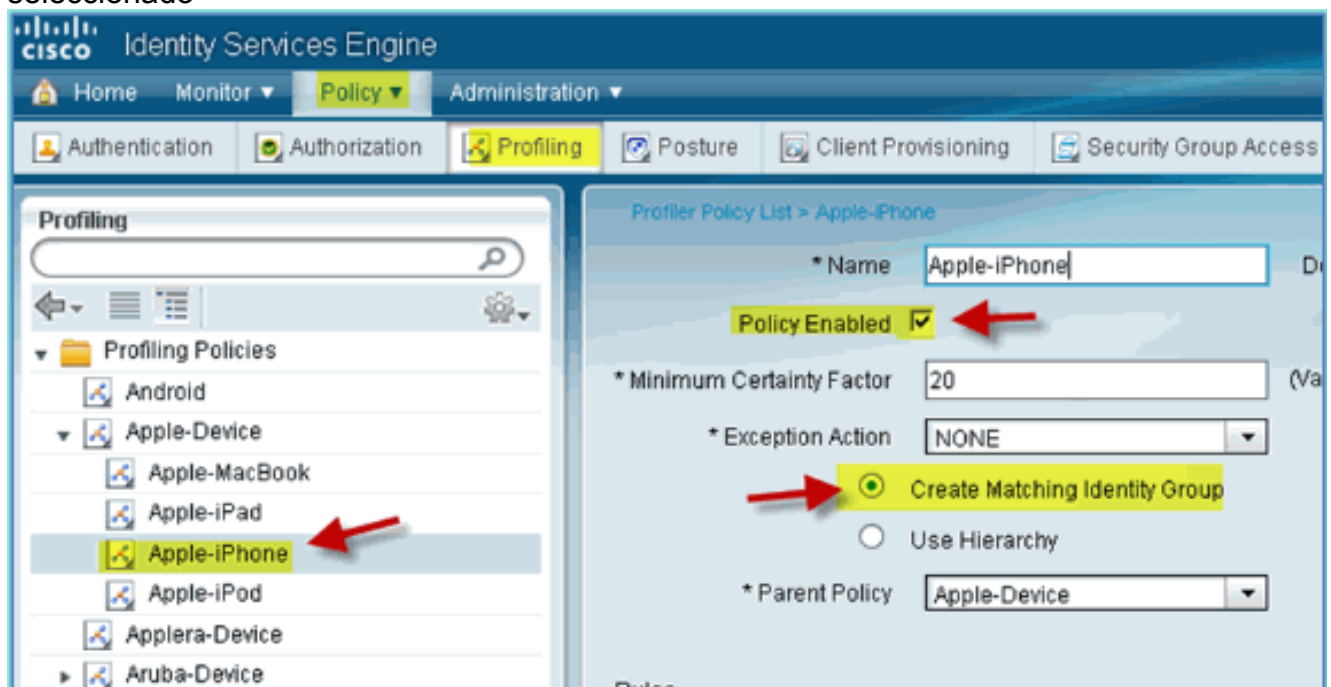 seleccionado
CISCO Identity Services Engine
Home Monitor Policy Administration
Authentication Authorization Profiling Posture Client Provisioning Security Group Access
Profiling
Profiling Policies
Android
Apple-Device
Apple-MacBook
Apple-iPad
Apple-iPhone
Apple-iPod
Applera-Device
Aruba-Device
Profiler Policy List > Apple-iPhone
* Name Apple-iPhone
Policy Enabled
* Minimum Certainty Factor 20 (Va
* Exception Action NONE
Create Matching Identity Group
Use Hierarchy
* Parent Policy Apple-Device